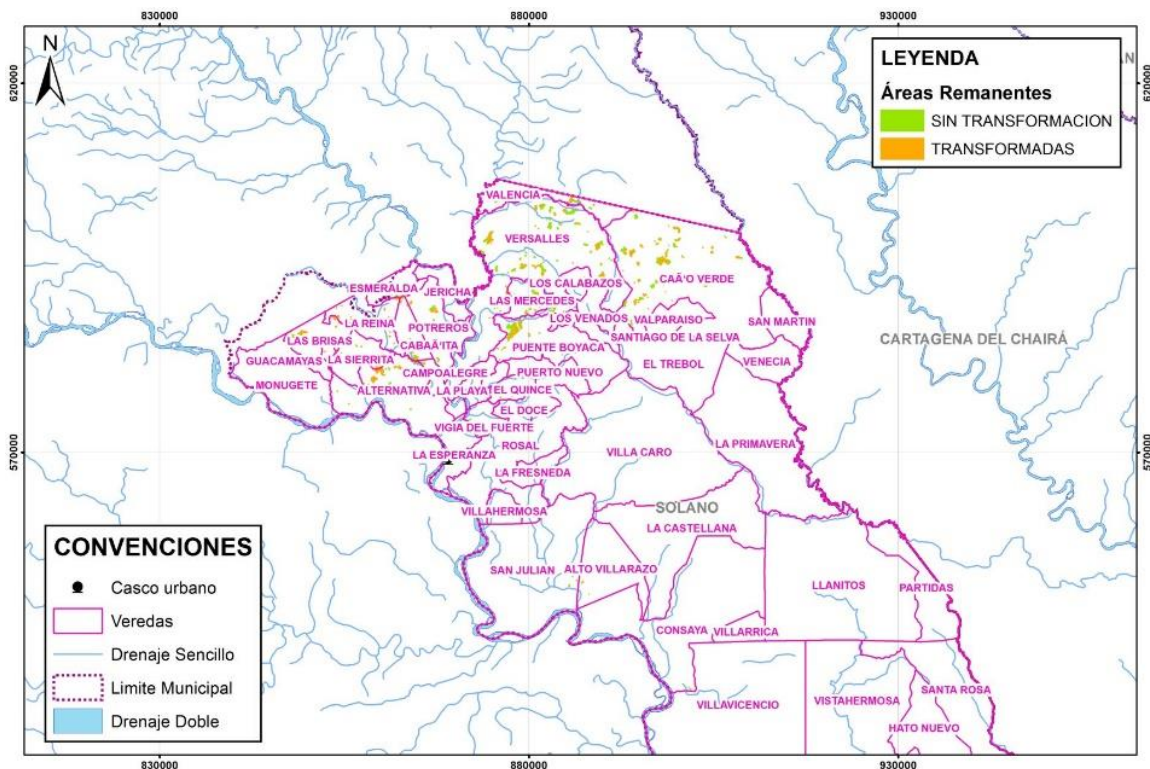 830000
880000
930000
N
620000
620000
LEYENDA
Áreas Remanentes
SIN TRANSFORMACION
TRANSFORMADAS
VALENCIA
VERSALLES
CAÃ'O VERDE
LOS CALABAZOS
ESMERALDA
JERICHA
LAS MERCEDES
LA REINA
POTREROS
LOS VENADOS
VALPARAISO
SAN MARTIN
LAS BRISAS
CABAÃ'ITA
SANTIAGO DE LA SELVA
CARTAGENA DEL CHAIRÁ
PUENTE BOYACA
GUACAMAYAS
LA SIERRITA
EL TREBOL
VENECIA
CAMPOALEGRE
PUERTO NUEVO
MONUGETE
ALTERNATIVA
LA PLAYA
EL QUINCE
EL DOCE
VIGIA DEL FUERTE
ROSAL
LA PRIMAVERA
570000
570000
LA ESPERANZA
VILLA CARO
LA FRESNEDA
VILLAHERMOSA
SOLANO
LA CASTELLANA
SAN JULIAN
ALTO VILLARAZO
LLANITOS
PARTIDAS
CONSAYA
VILLARRICA
VILLAVICENCIO
VISTAHERMOSA
SANTA ROSA
HATO NUEVO
CONVENCIONES
Casco urbano
Veredas
Drenaje Sencillo
Limite Municipal
Drenaje Doble
830000
880000
930000